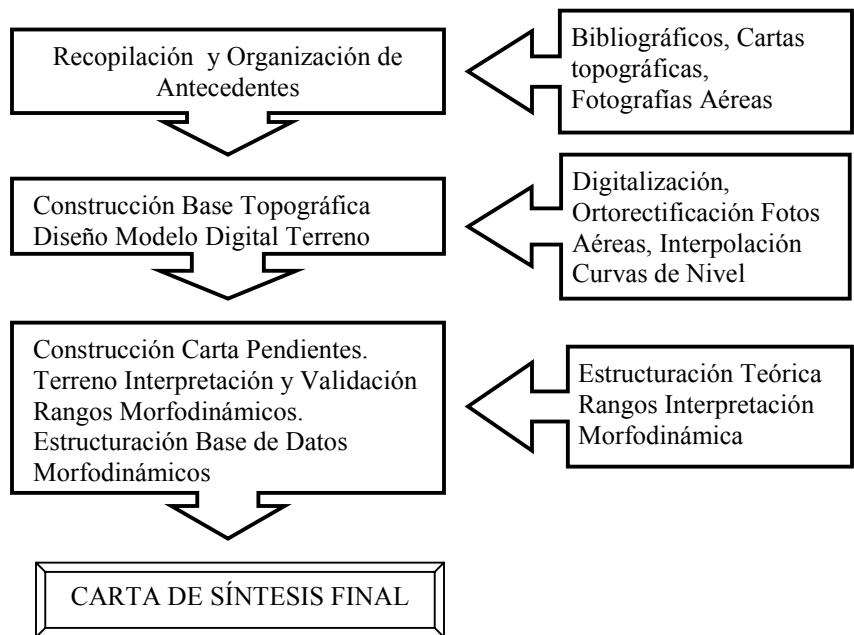 Recopilación y Organización de
Antecedentes
Bibliográficos, Cartas
topográficas,
Fotografías Aéreas
Construcción Base Topográfica
Diseño Modelo Digital Terreno
Digitalización,
Ortorectificación Fotos
Aéreas, Interpolación
Curvas de Nivel
Construcción Carta Pendientes.
Terreno Interpretación y Validación
Rangos Morfodinámicos.
Estructuración Base de Datos
Morfodinámicos
Estructuración Teórica
Rangos Interpretación
Morfodinámica
CARTA DE SÍNTESIS FINAL